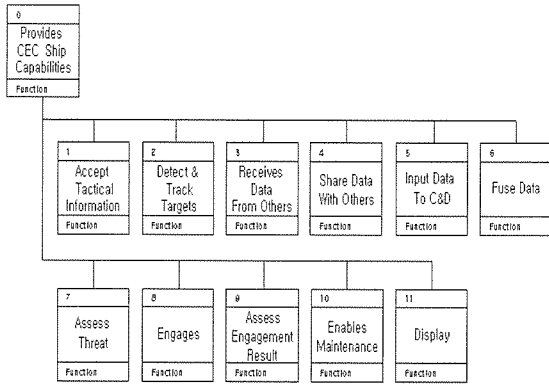 0
Provides
CEC Ship
Capabilities
Function
1
Accept
Tactical
Information
Function
2
Detect &
Track
Targets
Function
3
Receives
Data
From Others
Function
4
Share Data
With Others
Function
5
Input Data
To C&D
Function
6
Fuse Data
Function
7
Assess
Threat
Function
8
Engages
Function
9
Assess
Engagement
Result
Function
10
Enables
Maintenance
Function
11
Display
Function